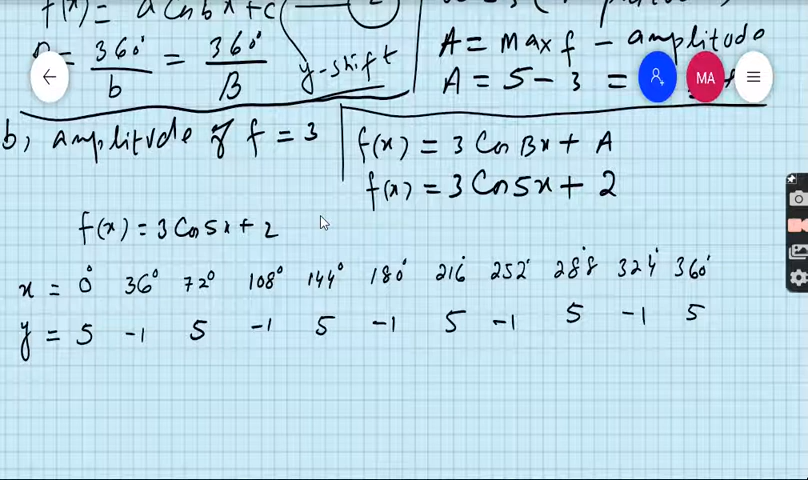 f(x) = a Cos bx + c
= 360° / b = 360° / B
y-shift
A = Max f - amplitude
A = 5 - 3 =
b, amplitude of f = 3
f(x) = 3 Cos Bx + A
f(x) = 3 Cos 5x + 2
f(x) = 3 Cos 5x + 2
x = 0° 36° 72° 108° 144° 180° 216° 252° 288° 324° 360°
y = 5 -1 5 -1 5 -1 5 -1 5 -1 5
MA